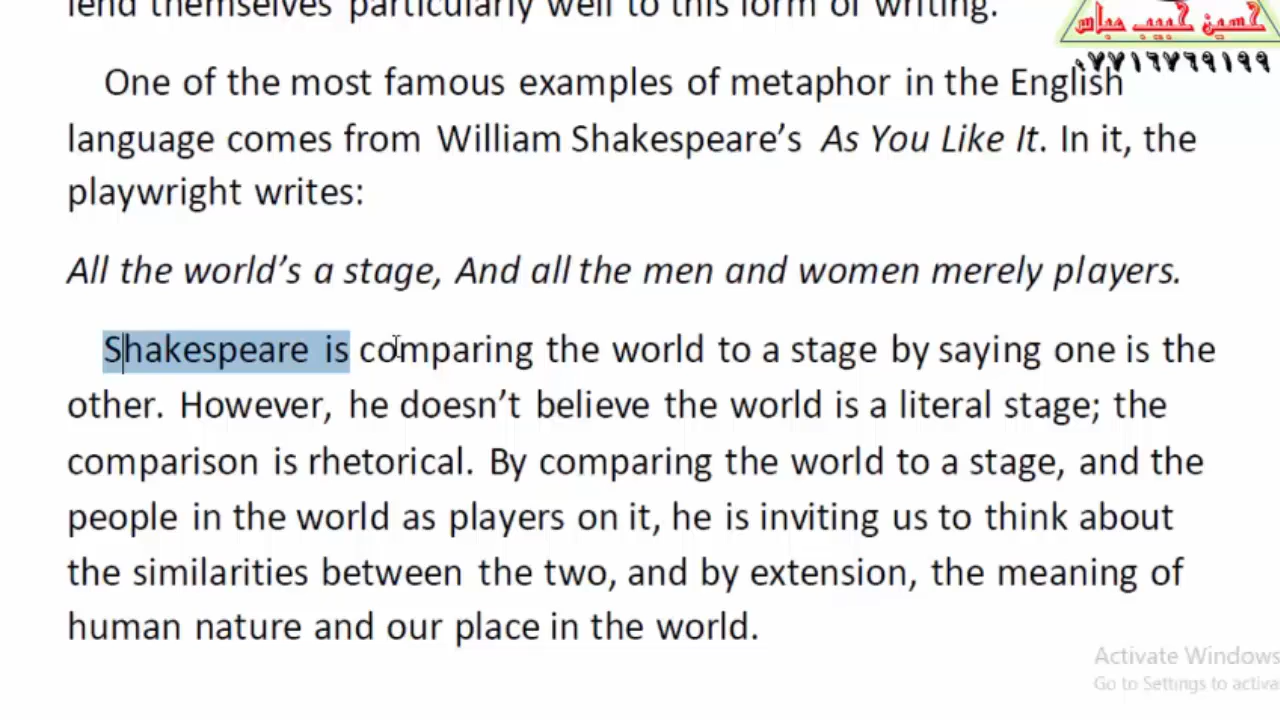 lend themselves particularly well to this form of writing.
حسين حبيب عباس
٠٧٧١٦٧٦٩١٩٩
One of the most famous examples of metaphor in the English
language comes from William Shakespeare’s As You Like It. In it, the
playwright writes:
All the world’s a stage, And all the men and women merely players.
Shakespeare is comparing the world to a stage by saying one is the
other. However, he doesn’t believe the world is a literal stage; the
comparison is rhetorical. By comparing the world to a stage, and the
people in the world as players on it, he is inviting us to think about
the similarities between the two, and by extension, the meaning of
human nature and our place in the world.
Activate Windows
Go to Settings to activa